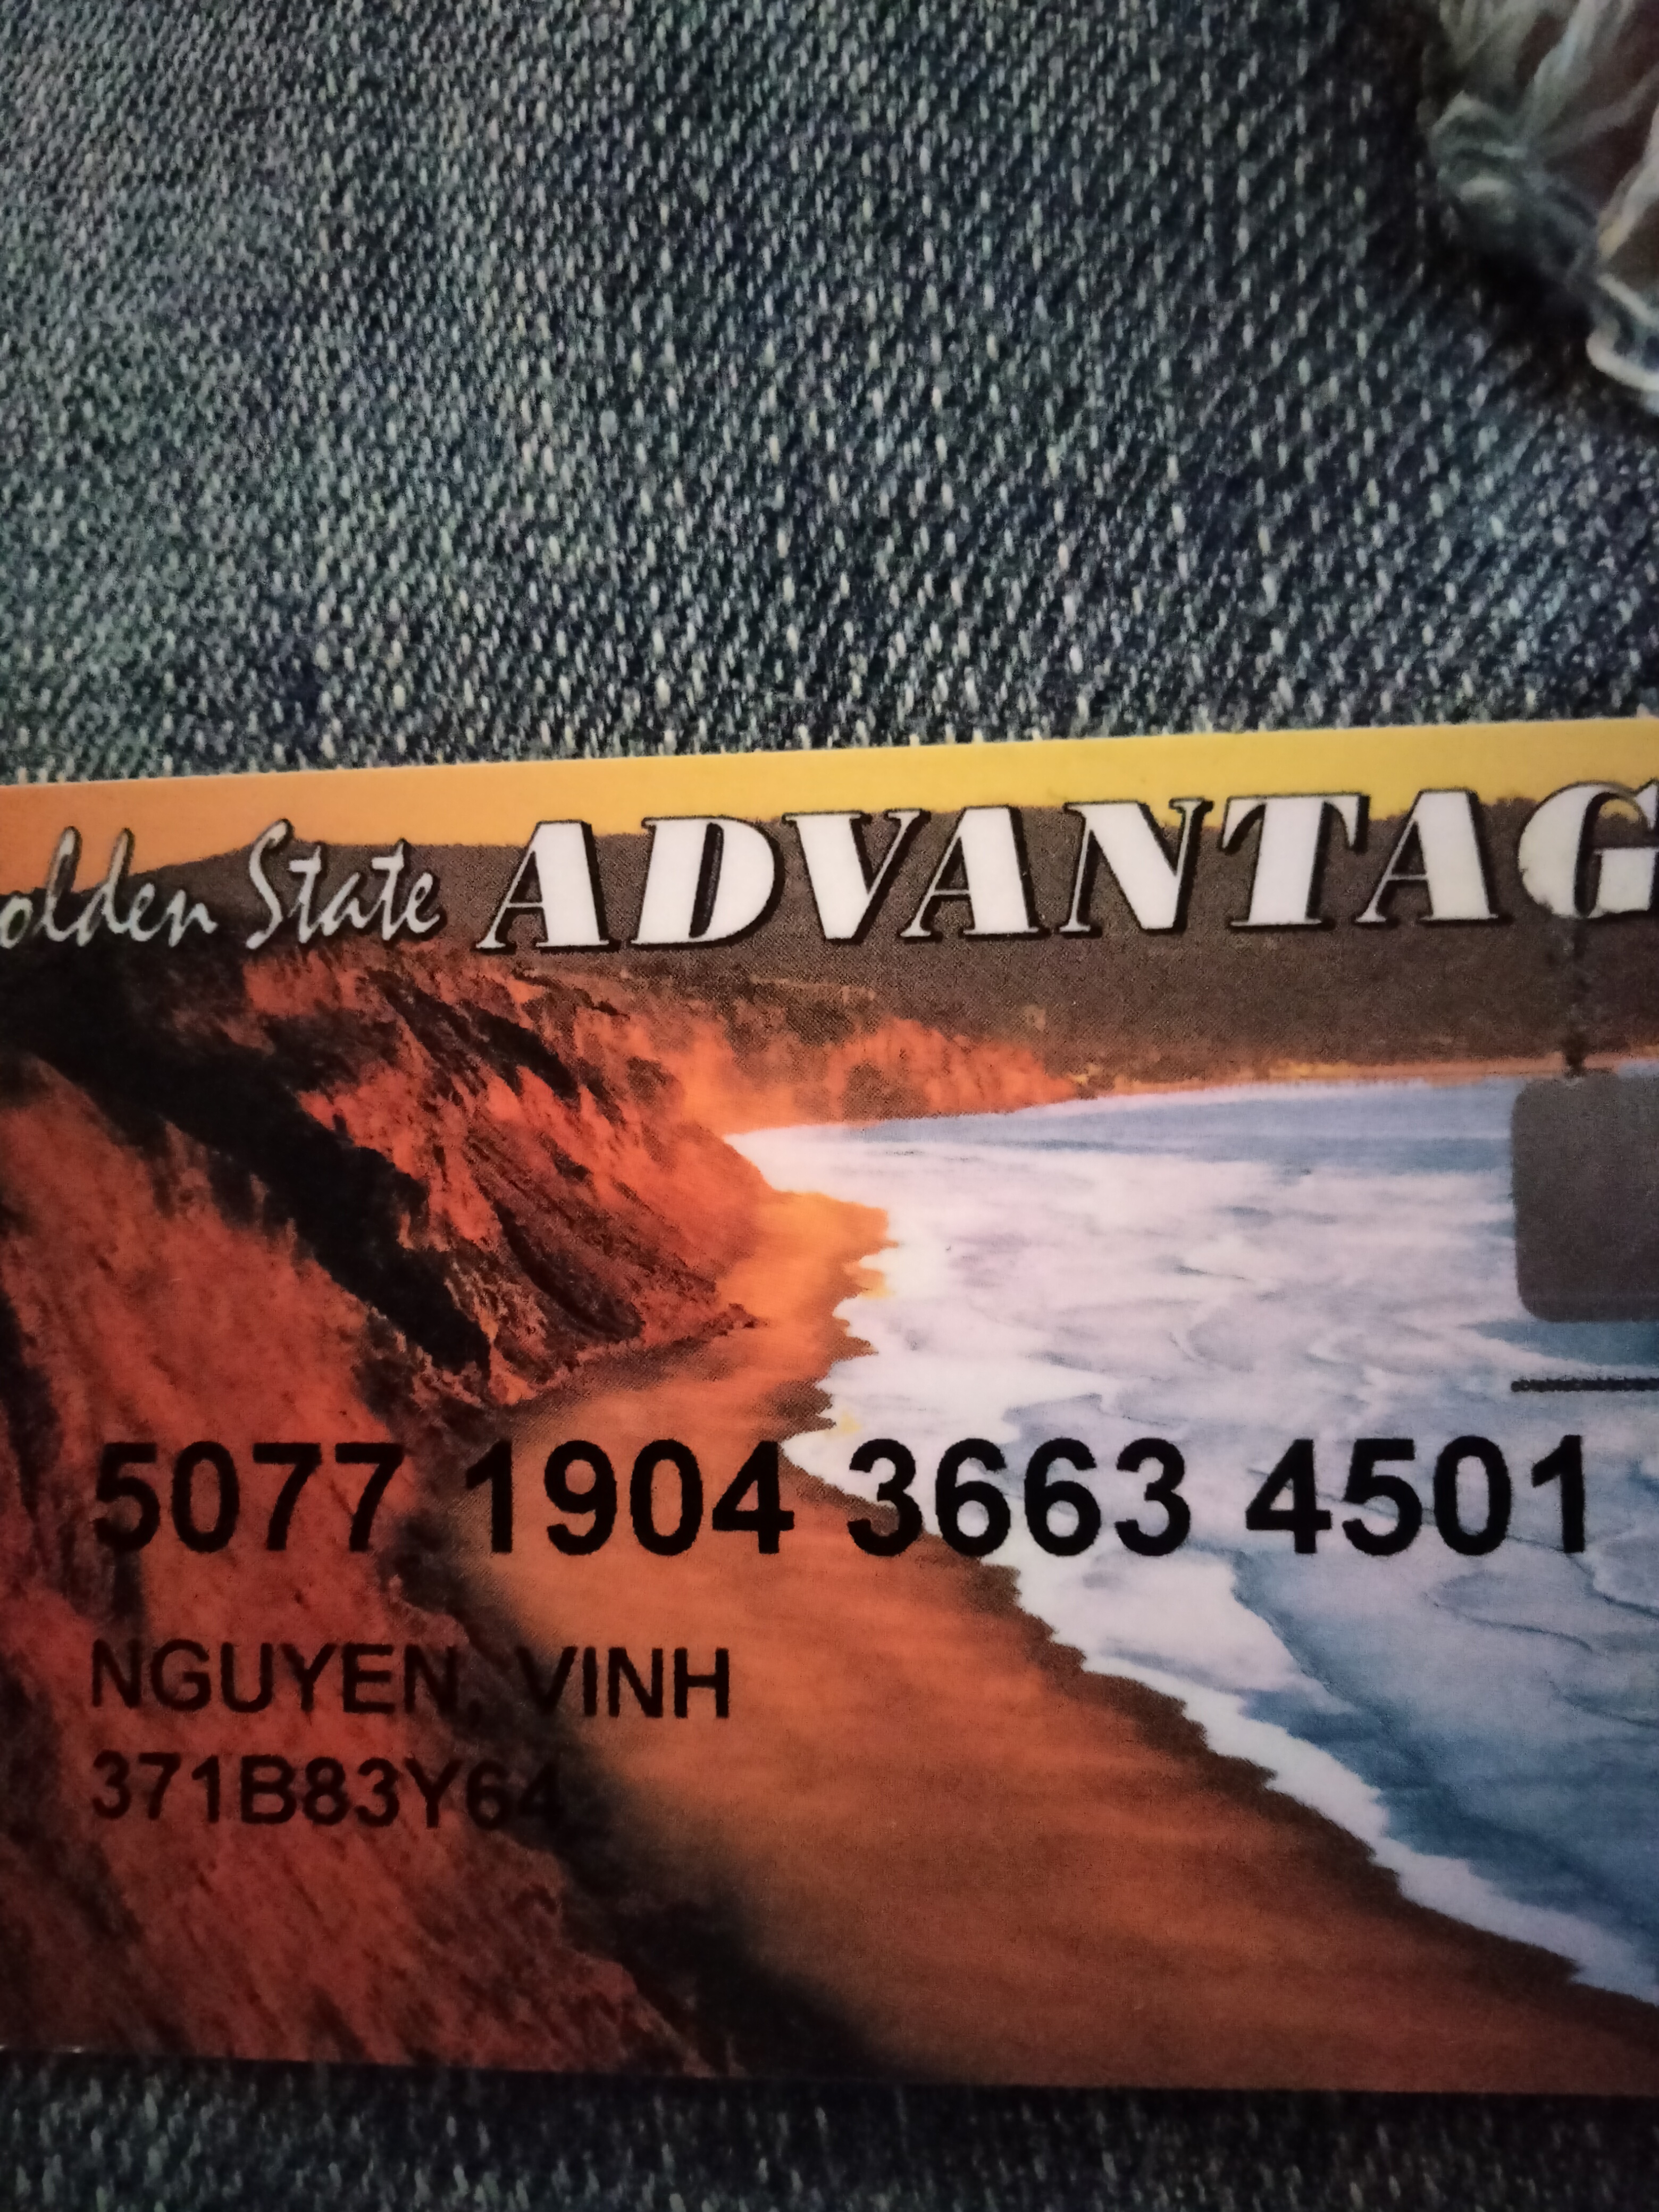 olden State ADVANTAG
5077 1904 3663 4501
NGUYEN, VINH
371B83Y64